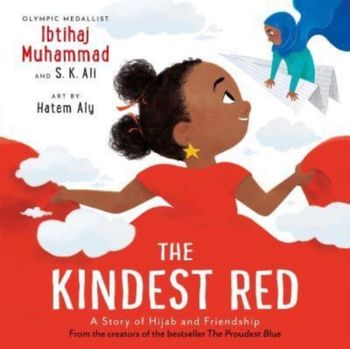 OLYMPIC MEDALLIST
Ibtihaj
Muhammad
AND S. K. Ali
ART BY
Hatem Aly
THE
KINDEST RED
A Story of Hijab and Friendship
From the creators of the bestseller The Proudest Blue